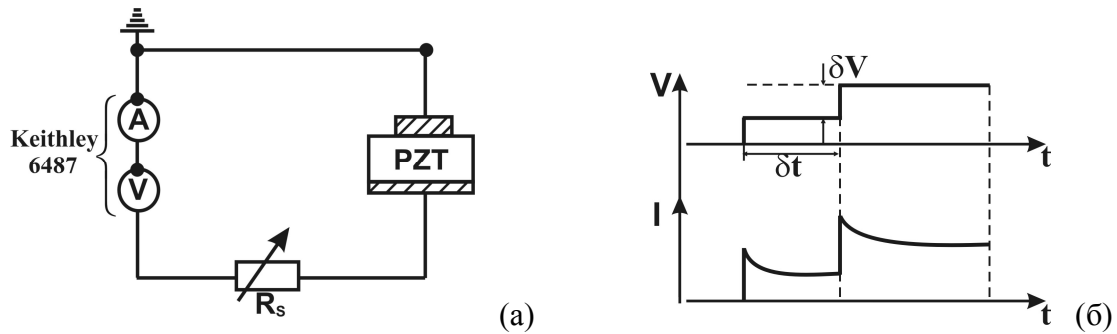 A
Keithley
6487
V
PZT
Rs
(а)
V
δV
t
δt
I
t
(б)